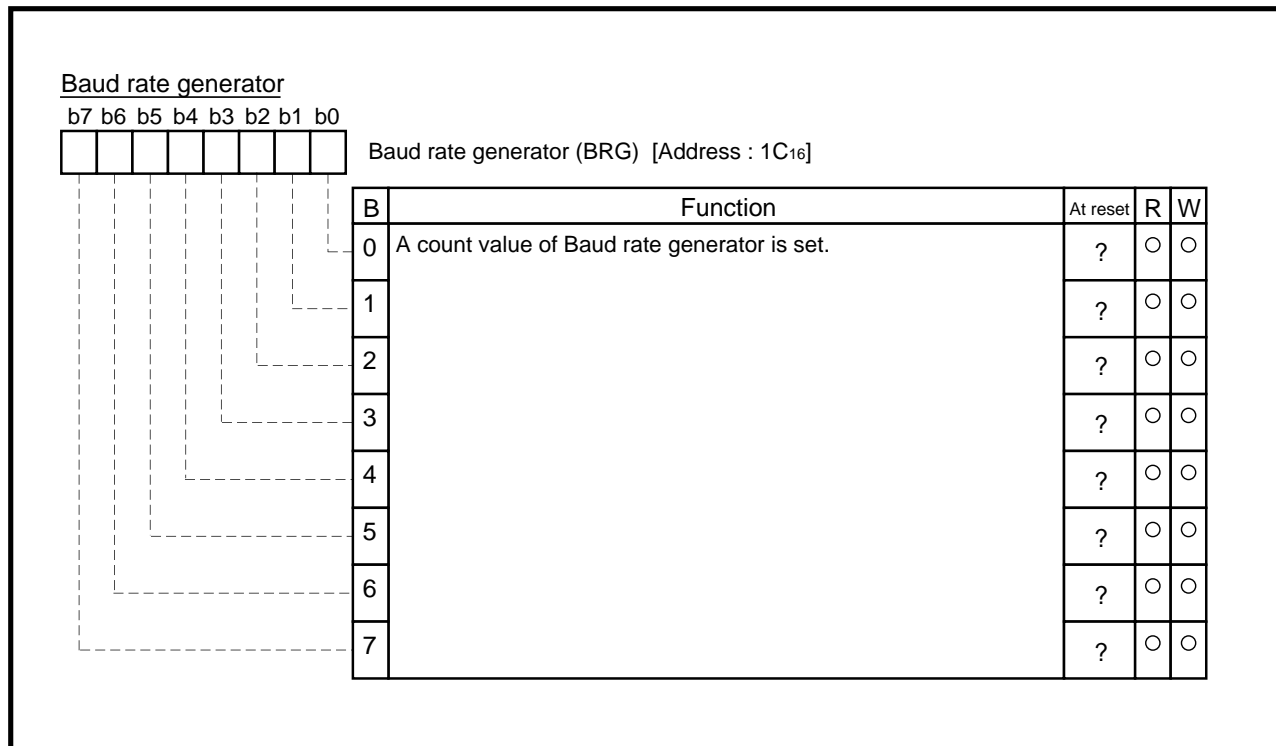 Baud rate generator
b7 b6 b5 b4 b3 b2 b1 b0
Baud rate generator (BRG) [Address : 1C₁₆]
B Function At reset R W
0 A count value of Baud rate generator is set. ? ○ ○
1 ? ○ ○
2 ? ○ ○
3 ? ○ ○
4 ? ○ ○
5 ? ○ ○
6 ? ○ ○
7 ? ○ ○